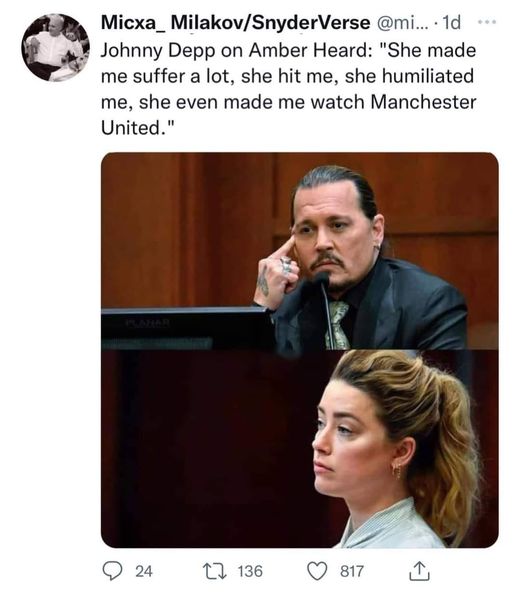 Micxa_ Milakov/SnyderVerse @mi... · 1d
Johnny Depp on Amber Heard: "She made
me suffer a lot, she hit me, she humiliated
me, she even made me watch Manchester
United."
PLANAR
24 136 817